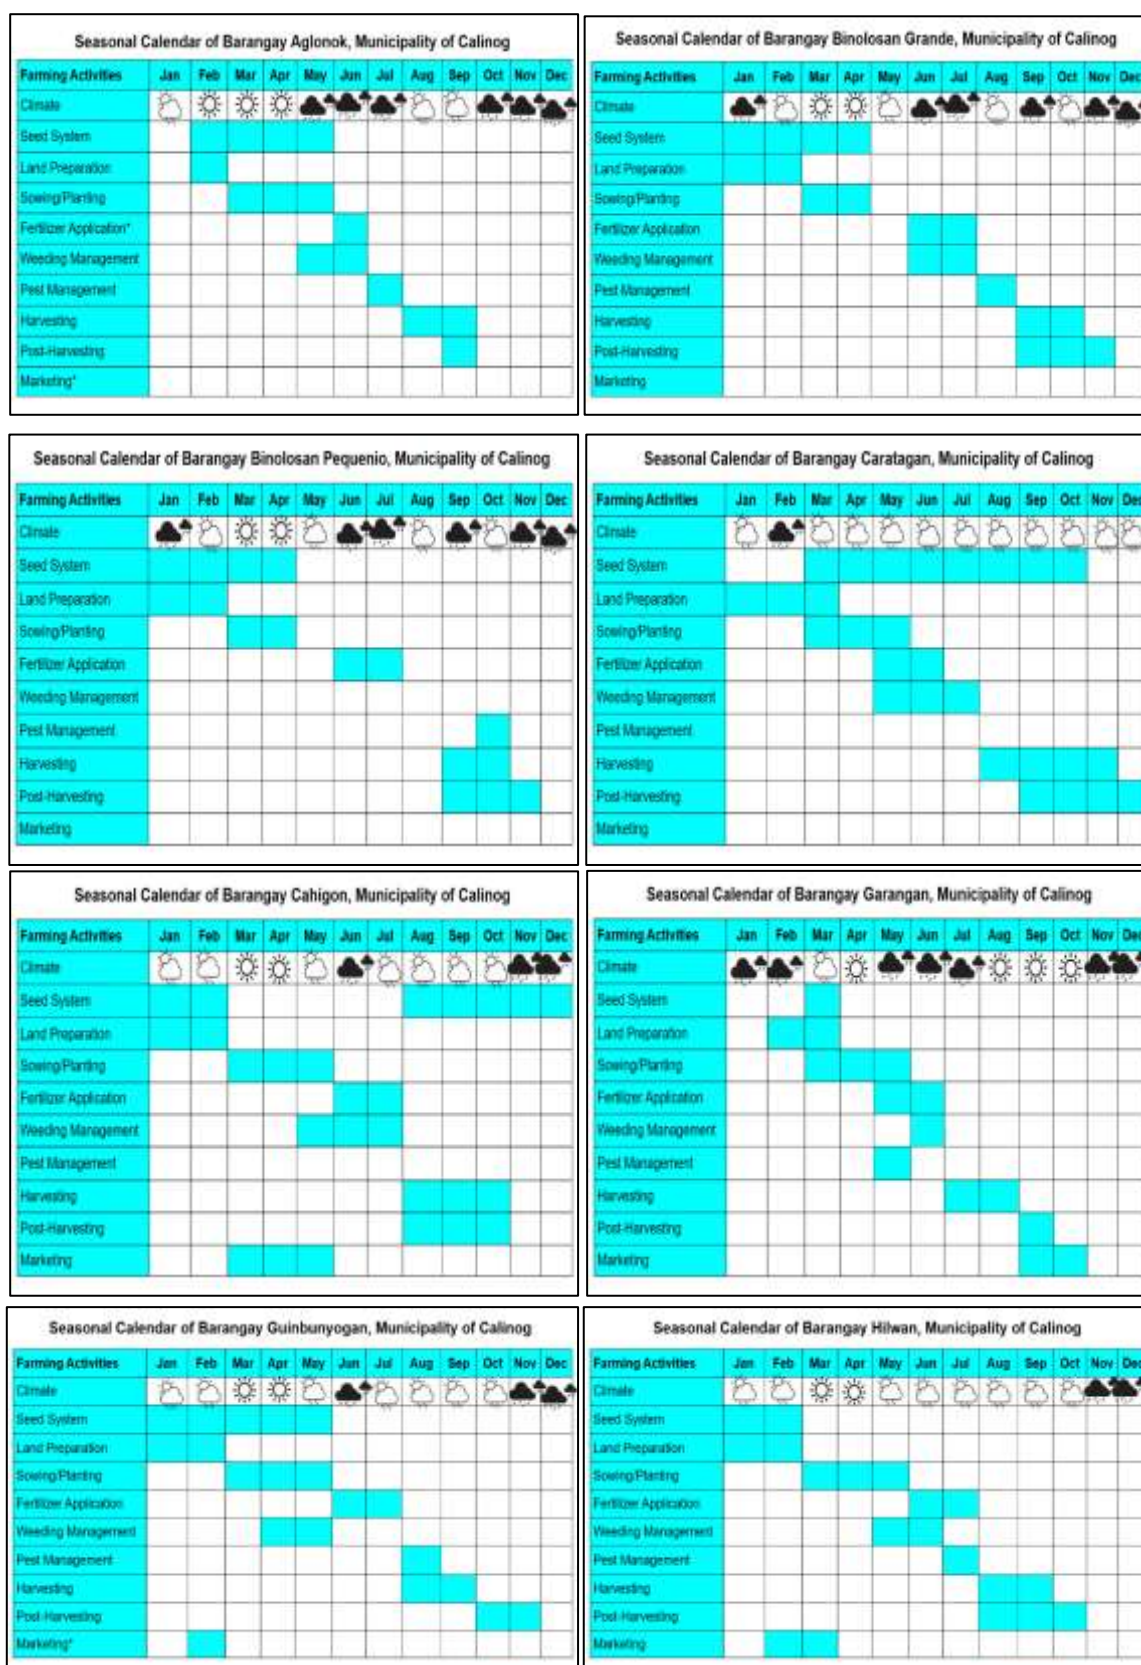 Seasonal Calendar of Barangay Aglonok, Municipality of Calinog
Farming Activities Jan Feb Mar Apr May Jun Jul Aug Sep Oct Nov Dec
Climate
Seed System
Land Preparation
Sowing/Planting
Fertilizer Application*
Weeding Management
Pest Management
Harvesting
Post-Harvesting
Marketing*
Seasonal Calendar of Barangay Binolosan Grande, Municipality of Calinog
Farming Activities Jan Feb Mar Apr May Jun Jul Aug Sep Oct Nov Dec
Climate
Seed System
Land Preparation
Sowing/Planting
Fertilizer Application
Weeding Management
Pest Management
Harvesting
Post-Harvesting
Marketing
Seasonal Calendar of Barangay Binolosan Pequenio, Municipality of Calinog
Farming Activities Jan Feb Mar Apr May Jun Jul Aug Sep Oct Nov Dec
Climate
Seed System
Land Preparation
Sowing/Planting
Fertilizer Application
Weeding Management
Pest Management
Harvesting
Post-Harvesting
Marketing
Seasonal Calendar of Barangay Caratagan, Municipality of Calinog
Farming Activities Jan Feb Mar Apr May Jun Jul Aug Sep Oct Nov Dec
Climate
Seed System
Land Preparation
Sowing/Planting
Fertilizer Application
Weeding Management
Pest Management
Harvesting
Post-Harvesting
Marketing
Seasonal Calendar of Barangay Cahigon, Municipality of Calinog
Farming Activities Jan Feb Mar Apr May Jun Jul Aug Sep Oct Nov Dec
Climate
Seed System
Land Preparation
Sowing/Planting
Fertilizer Application
Weeding Management
Pest Management
Harvesting
Post-Harvesting
Marketing
Seasonal Calendar of Barangay Garangan, Municipality of Calinog
Farming Activities Jan Feb Mar Apr May Jun Jul Aug Sep Oct Nov Dec
Climate
Seed System
Land Preparation
Sowing/Planting
Fertilizer Application
Weeding Management
Pest Management
Harvesting
Post-Harvesting
Marketing
Seasonal Calendar of Barangay Guinbunyogan, Municipality of Calinog
Farming Activities Jan Feb Mar Apr May Jun Jul Aug Sep Oct Nov Dec
Climate
Seed System
Land Preparation
Sowing/Planting
Fertilizer Application
Weeding Management
Pest Management
Harvesting
Post-Harvesting
Marketing*
Seasonal Calendar of Barangay Hilwan, Municipality of Calinog
Farming Activities Jan Feb Mar Apr May Jun Jul Aug Sep Oct Nov Dec
Climate
Seed System
Land Preparation
Sowing/Planting
Fertilizer Application
Weeding Management
Pest Management
Harvesting
Post-Harvesting
Marketing